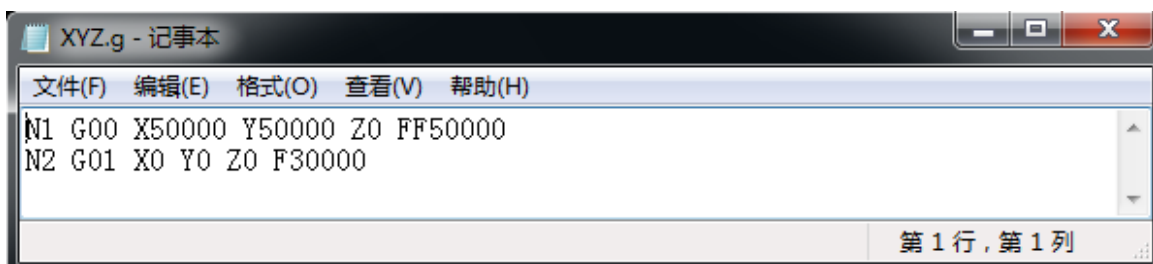 XYZ.g - 记事本
文件(F) 编辑(E) 格式(O) 查看(V) 帮助(H)
N1 G00 X50000 Y50000 Z0 FF50000
N2 G01 X0 Y0 Z0 F30000
第 1 行，第 1 列